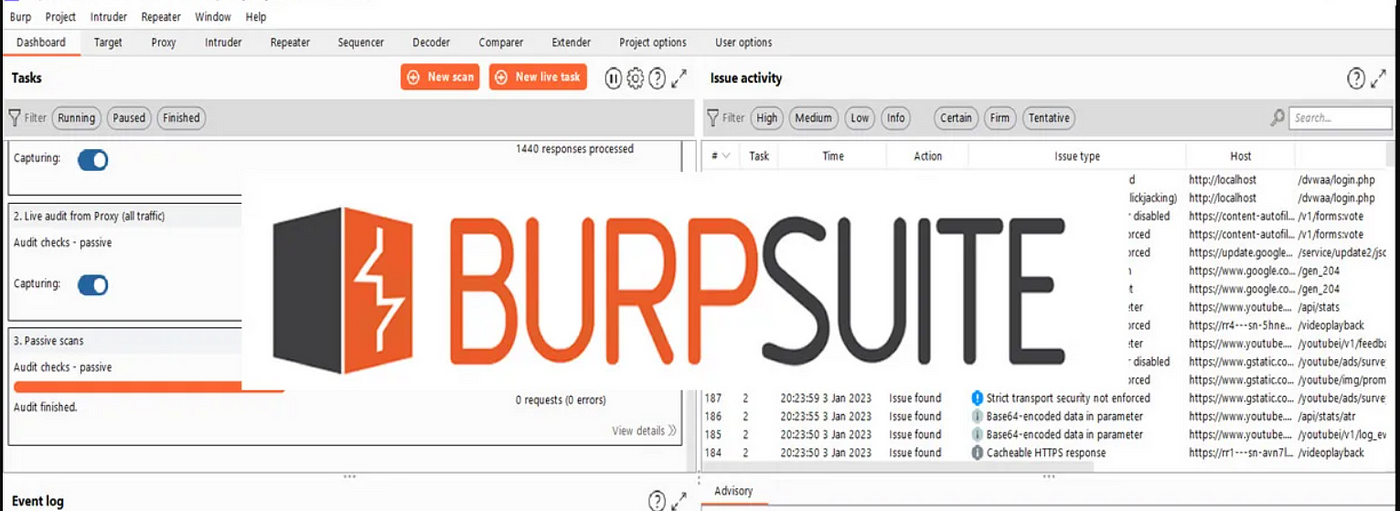 Burp Project Intruder Repeater Window Help
Dashboard Target Proxy Intruder Repeater Sequencer Decoder Comparer Extender Project options User options
Tasks
New scan
New live task
Filter Running Paused Finished
Capturing:
1440 responses processed
2. Live audit from Proxy (all traffic)
Audit checks - passive
Capturing:
3. Passive scans
Audit checks - passive
Audit finished.
0 requests (0 errors)
View details
Event log
BURPSUITE
Issue activity
Filter High Medium Low Info Certain Firm Tentative
Search...
# Task Time Action Issue type Host
http://localhost /dvwaa/login.php
lickjacking) http://localhost /dvwaa/login.php
disabled https://content-autofil... /v1/forms:vote
rced https://content-autofil... /v1/forms:vote
rced https://update.google... /service/update2/jsc
https://www.google.co... /gen_204
https://www.google.co... /gen_204
eter https://www.youtube.... /api/stats
rced https://rr4---sn-5hne... /videoplayback
eter https://www.youtube.... /youtubei/v1/feedba
disabled https://www.gstatic.co... /youtube/ads/surve
rced https://www.gstatic.co... /youtube/img/prom
187 2 20:23:59 3 Jan 2023 Issue found Strict transport security not enforced https://www.gstatic.co... /youtube/ads/surve
186 2 20:23:55 3 Jan 2023 Issue found Base64-encoded data in parameter https://www.youtube.... /api/stats/atr
185 2 20:23:50 3 Jan 2023 Issue found Base64-encoded data in parameter https://www.youtube.... /youtubei/v1/log_ev
184 2 20:23:50 3 Jan 2023 Issue found Cacheable HTTPS response https://rr1---sn-avn7l... /videoplayback
Advisory